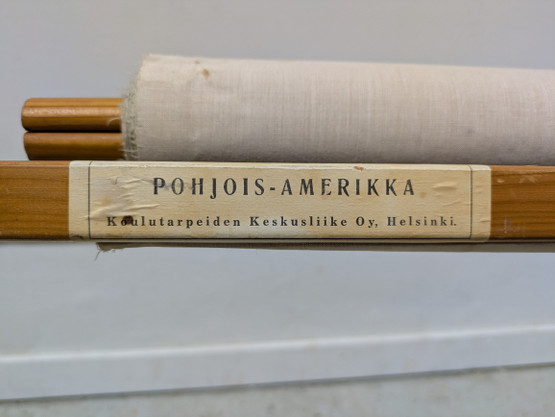 POHJOIS-AMERIKKA
Koulutarpeiden Keskusliike Oy, Helsinki.